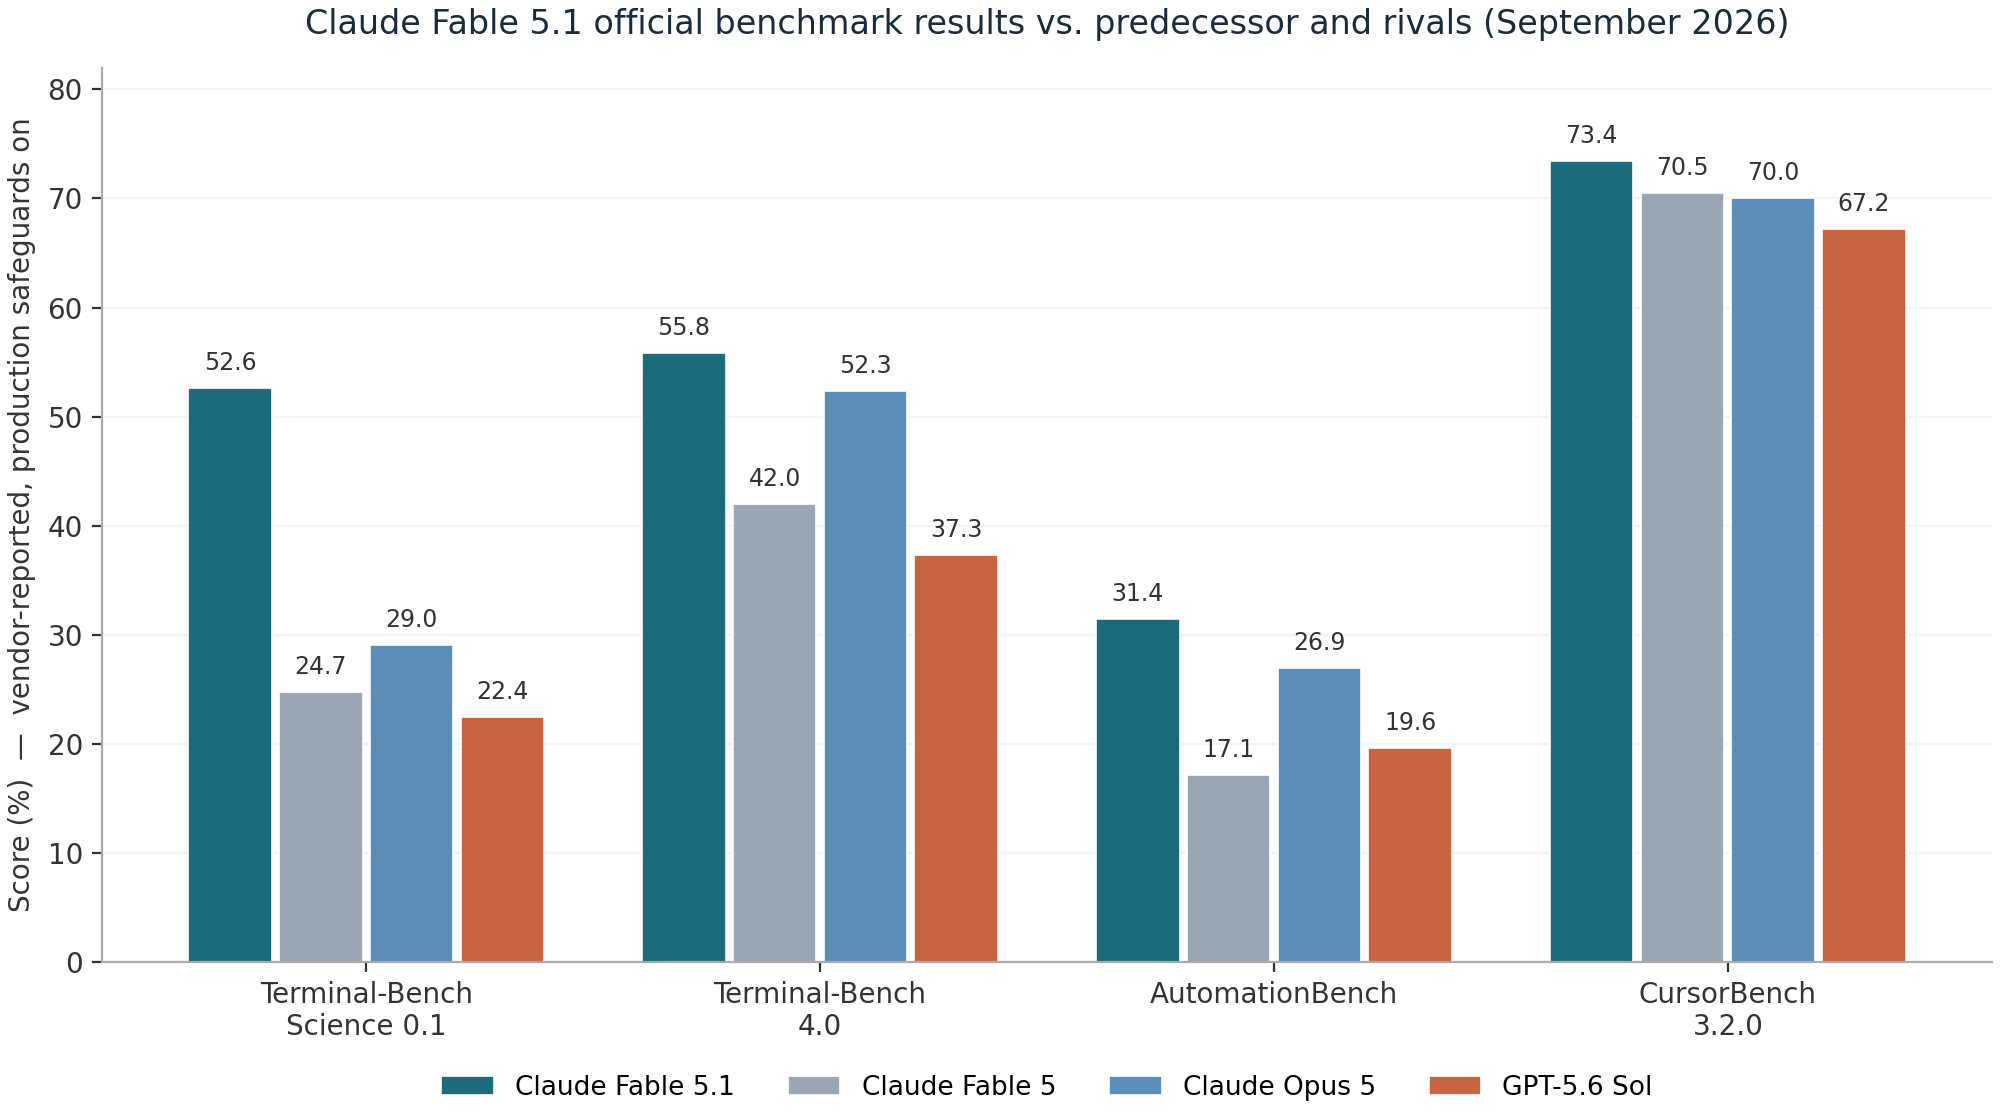 Claude Fable 5.1 official benchmark results vs. predecessor and rivals (September 2026)
Score (%) — vendor-reported, production safeguards on
80
70
60
50
40
30
20
10
0
52.6
24.7
29.0
22.4
55.8
42.0
52.3
37.3
31.4
17.1
26.9
19.6
73.4
70.5
70.0
67.2
Terminal-Bench
Science 0.1
Terminal-Bench
4.0
AutomationBench
CursorBench
3.2.0
Claude Fable 5.1
Claude Fable 5
Claude Opus 5
GPT-5.6 Sol